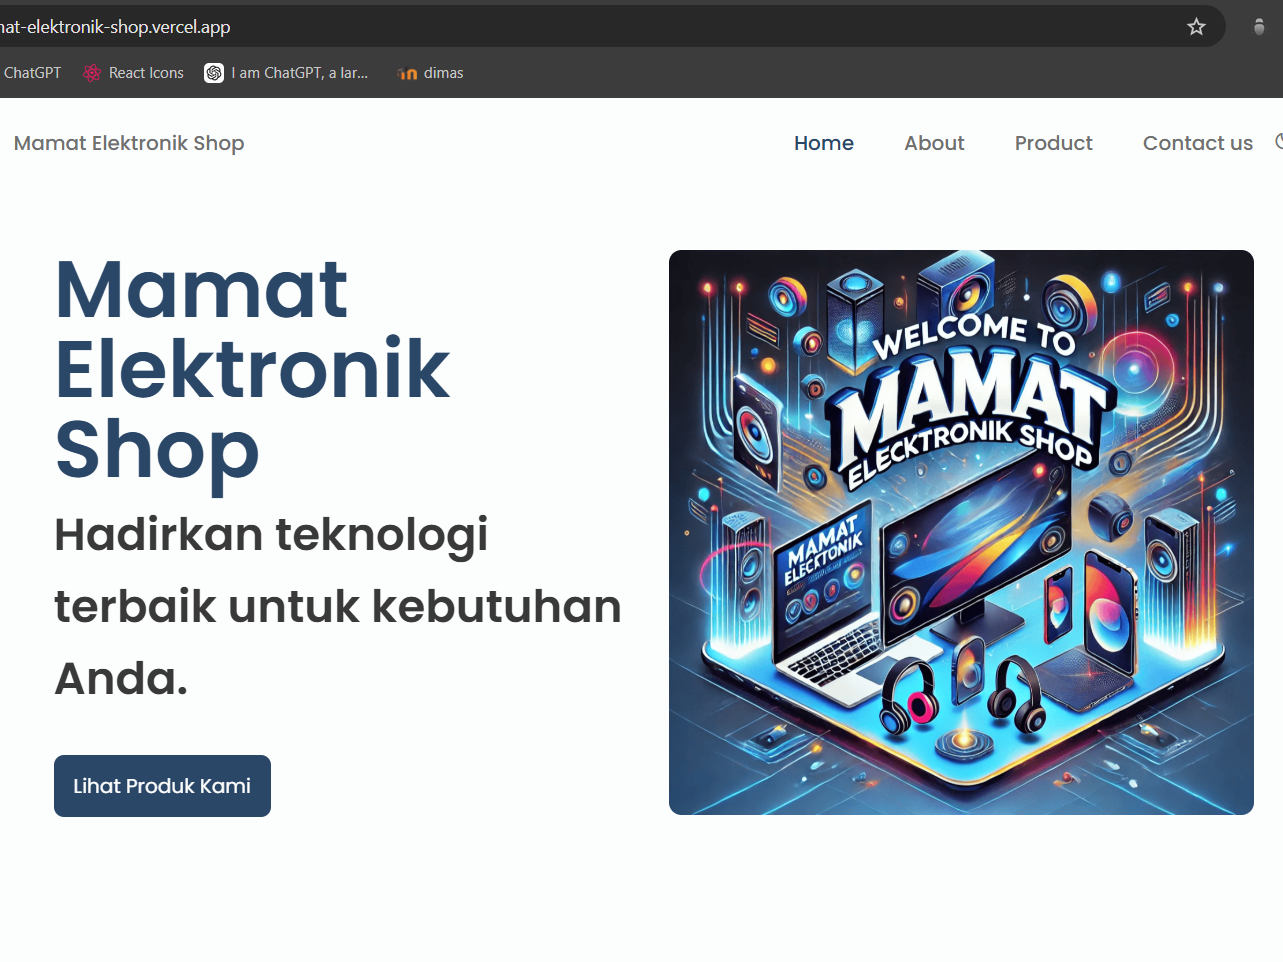 nat-elektronik-shop.vercel.app
ChatGPT
React Icons
I am ChatGPT, a lar...
dimas
Mamat Elektronik Shop
Home
About
Product
Contact us
Mamat
Elektronik
Shop
Hadirkan teknologi
terbaik untuk kebutuhan
Anda.
Lihat Produk Kami
WELCOME TO
MAMAT
ELECKTRONIK SHOP
MAMAT
ELECKTONIK